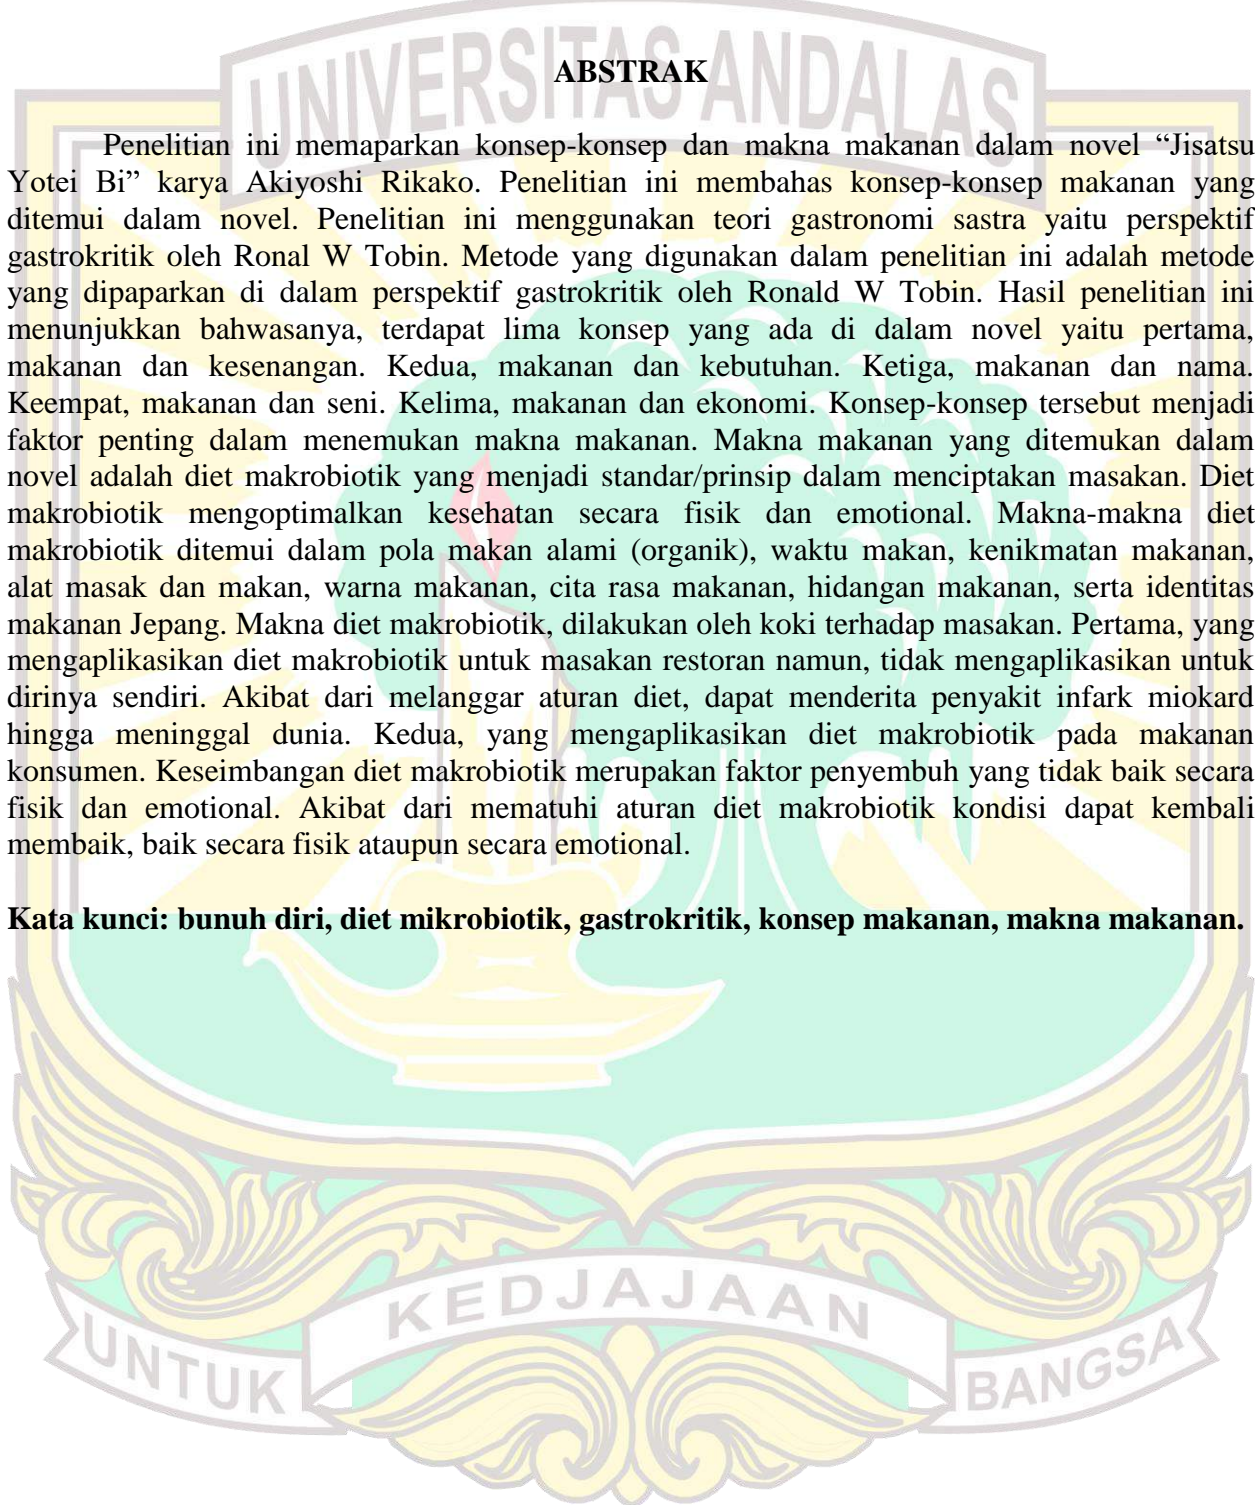 UNIVERSITAS ANDALAS
ABSTRAK
Penelitian ini memaparkan konsep-konsep dan makna makanan dalam novel “Jisatsu
Yotei Bi” karya Akiyoshi Rikako. Penelitian ini membahas konsep-konsep makanan yang
ditemui dalam novel. Penelitian ini menggunakan teori gastronomi sastra yaitu perspektif
gastrokritik oleh Ronal W Tobin. Metode yang digunakan dalam penelitian ini adalah metode
yang dipaparkan di dalam perspektif gastrokritik oleh Ronald W Tobin. Hasil penelitian ini
menunjukkan bahwasanya, terdapat lima konsep yang ada di dalam novel yaitu pertama,
makanan dan kesenangan. Kedua, makanan dan kebutuhan. Ketiga, makanan dan nama.
Keempat, makanan dan seni. Kelima, makanan dan ekonomi. Konsep-konsep tersebut menjadi
faktor penting dalam menemukan makna makanan. Makna makanan yang ditemukan dalam
novel adalah diet makrobiotik yang menjadi standar/prinsip dalam menciptakan masakan. Diet
makrobiotik mengoptimalkan kesehatan secara fisik dan emotional. Makna-makna diet
makrobiotik ditemui dalam pola makan alami (organik), waktu makan, kenikmatan makanan,
alat masak dan makan, warna makanan, cita rasa makanan, hidangan makanan, serta identitas
makanan Jepang. Makna diet makrobiotik, dilakukan oleh koki terhadap masakan. Pertama, yang
mengaplikasikan diet makrobiotik untuk masakan restoran namun, tidak mengaplikasikan untuk
dirinya sendiri. Akibat dari melanggar aturan diet, dapat menderita penyakit infark miokard
hingga meninggal dunia. Kedua, yang mengaplikasikan diet makrobiotik pada makanan
konsumen. Keseimbangan diet makrobiotik merupakan faktor penyembuh yang tidak baik secara
fisik dan emotional. Akibat dari mematuhi aturan diet makrobiotik kondisi dapat kembali
membaik, baik secara fisik ataupun secara emotional.
Kata kunci: bunuh diri, diet mikrobiotik, gastrokritik, konsep makanan, makna makanan.
UNTUK KEDJAJAAN BANGSA